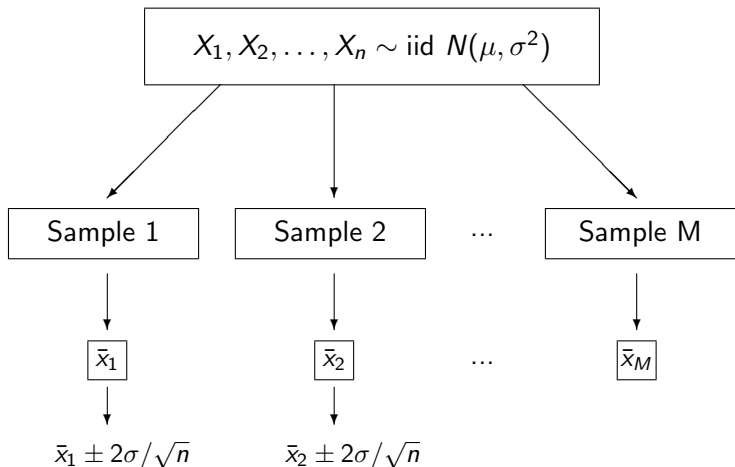 X₁, X₂, . . . , Xₙ ∼ iid N(μ, σ²)
Sample 1 Sample 2 ... Sample M
x̄₁ x̄₂ ... x̄_M
x̄₁ ± 2σ/√n x̄₂ ± 2σ/√n